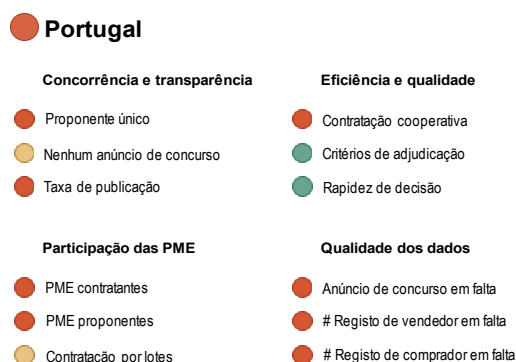 Portugal
Concorrência e transparência
Proponente único
Nenhum anúncio de concurso
Taxa de publicação
Eficiência e qualidade
Contratação cooperativa
Critérios de adjudicação
Rapidez de decisão
Participação das PME
PME contratantes
PME proponentes
Contratação por lotes
Qualidade dos dados
Anúncio de concurso em falta
# Registo de vendedor em falta
# Registo de comprador em falta